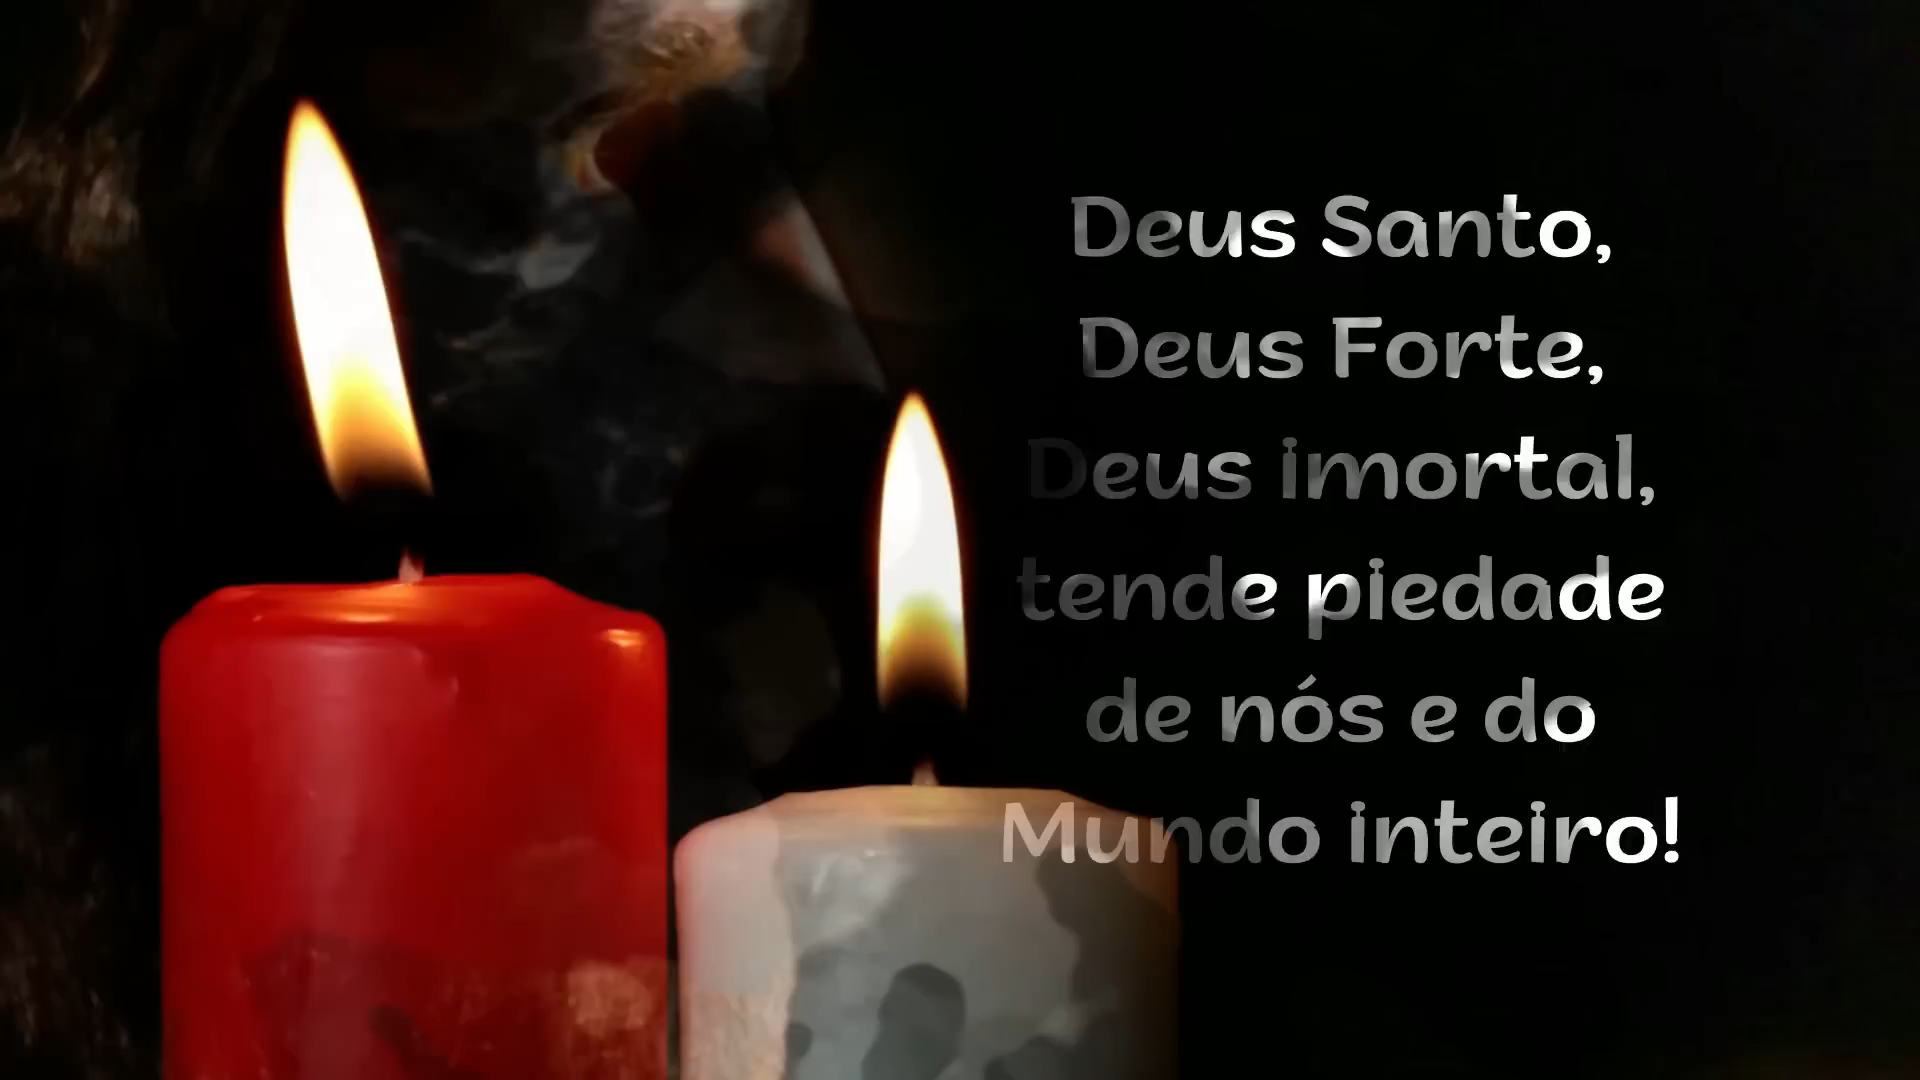 Deus Santo,
Deus Forte,
Deus imortal,
tende piedade
de nós e do
Mundo inteiro!